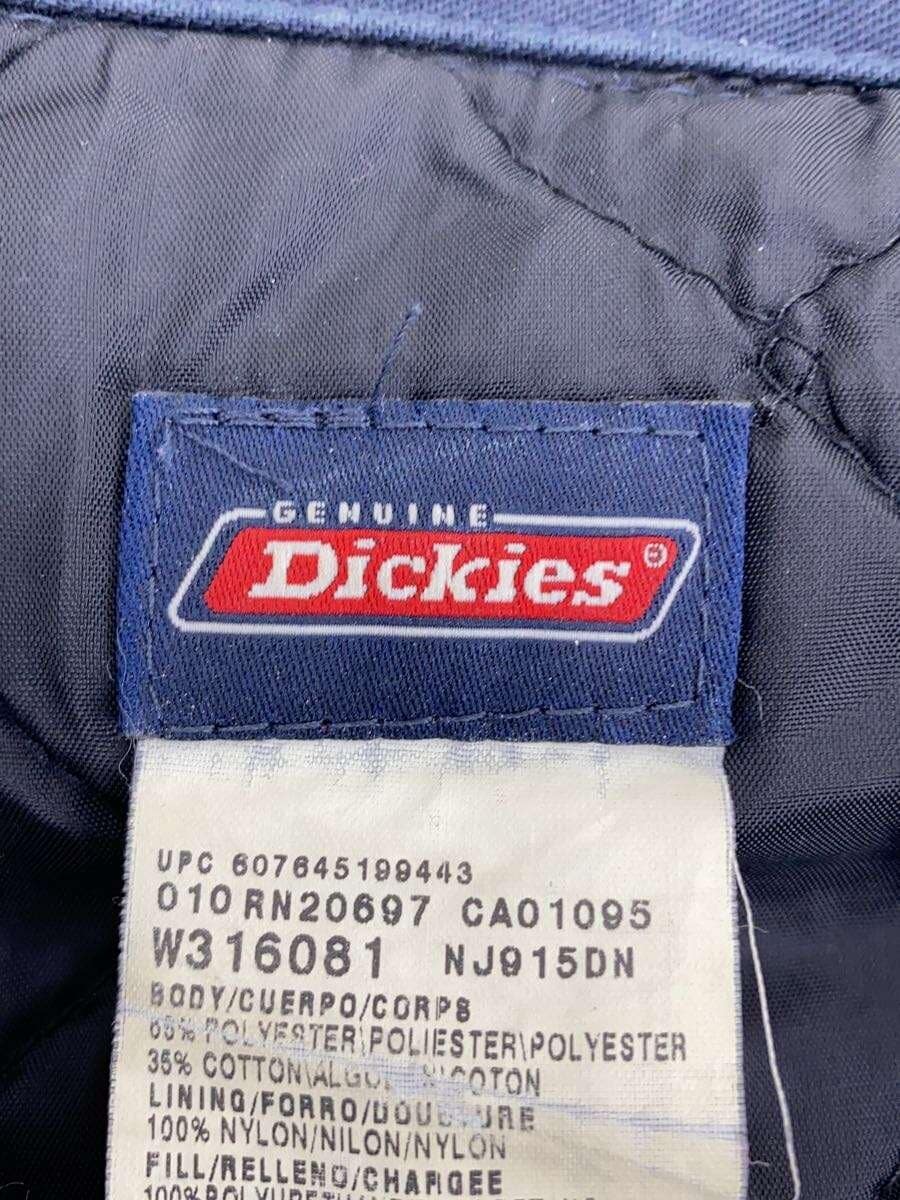 GENUINE
Dickies®
UPC 607645199443
010 RN20697 CA01095
W316081 NJ915DN
BODY/CUERPO/CORPS
65% POLYESTER\POLIESTER\POLYESTER
35% COTTON\
LINING/FORRO/
100% NYLON/NILON/NYLON
FILL/RELLENO/CHARGEE